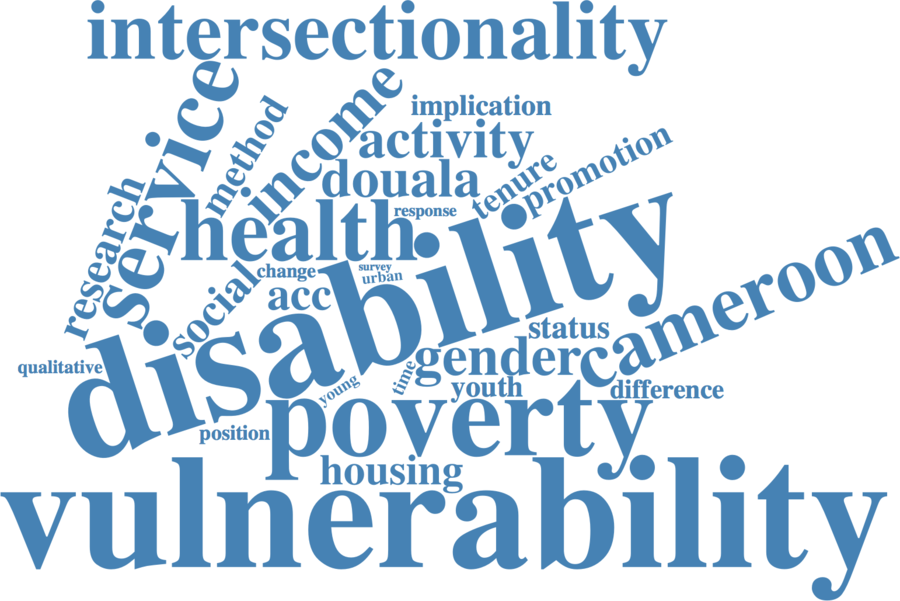 intersectionality
service
method
income
implication
activity
douala
tenure
promotion
research
health
response
disability
cameroon
social
change
survey
urban
acc
status
gender
qualitative
time
young
youth
difference
poverty
position
housing
vulnerability